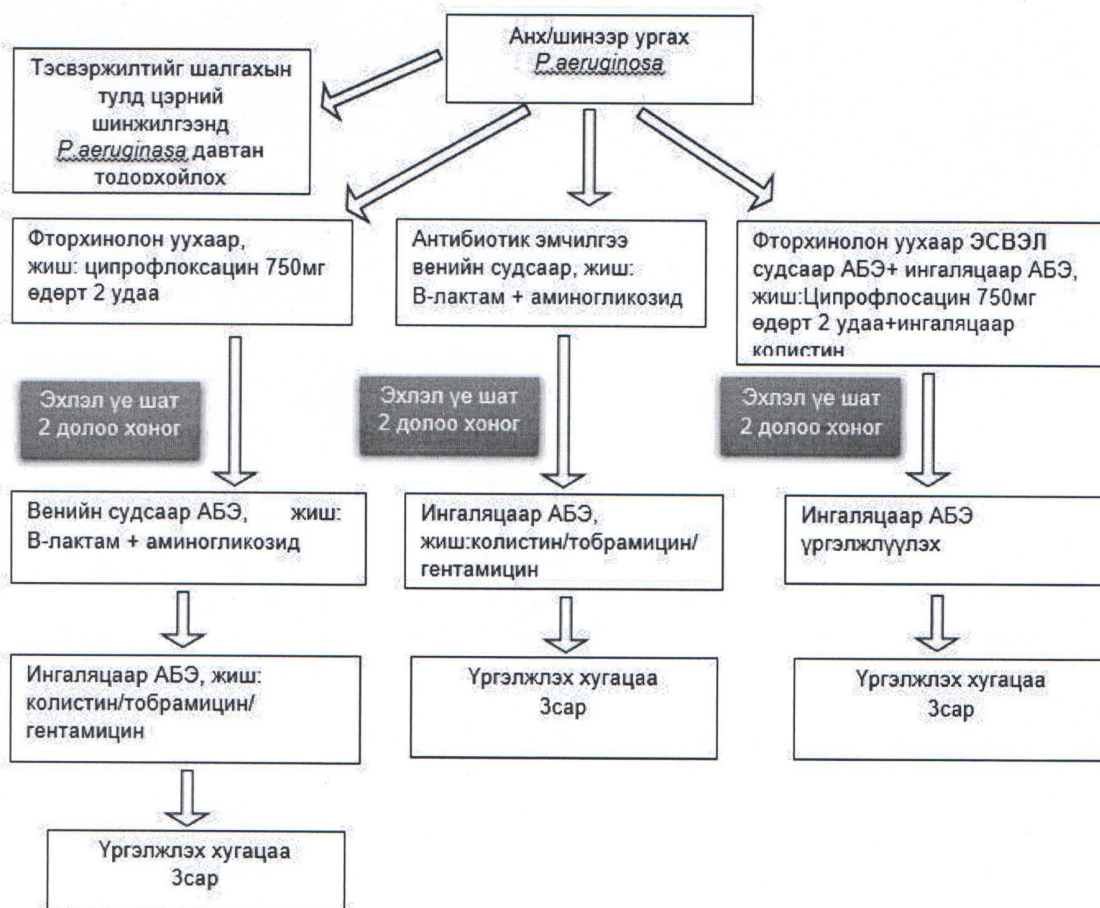 Анх/шинээр ургах
P.aeruginosa
Тэсвэржилтийг шалгахын
тулд цэрний
шинжилгээнд
P.aeruginasa давтан
тодорхойлох
Фторхинолон уухаар,
жиш: ципрофлоксацин 750мг
өдөрт 2 удаа
Антибиотик эмчилгээ
венийн судсаар, жиш:
В-лактам + аминогликозид
Фторхинолон уухаар ЭСВЭЛ
судсаар АБЭ+ ингаляцаар АБЭ,
жиш:Ципрофлосацин 750мг
өдөрт 2 удаа+ингаляцаар
колистин
Эхлэл үе шат
2 долоо хоног
Эхлэл үе шат
2 долоо хоног
Эхлэл үе шат
2 долоо хоног
Венийн судсаар АБЭ, жиш:
В-лактам + аминогликозид
Ингаляцаар АБЭ,
жиш:колистин/тобрамицин/
гентамицин
Ингаляцаар АБЭ
үргэлжлүүлэх
Ингаляцаар АБЭ, жиш:
колистин/тобрамицин/
гентамицин
Үргэлжлэх хугацаа
3сар
Үргэлжлэх хугацаа
3сар
Үргэлжлэх хугацаа
3сар